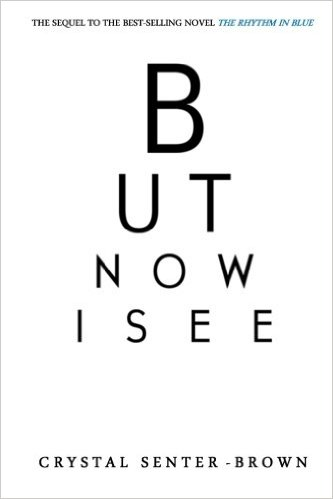 THE SEQUEL TO THE BEST-SELLING NOVEL THE RHYTHM IN BLUE
B
UT
NOW
ISEE
CRYSTAL SENTER-BROWN